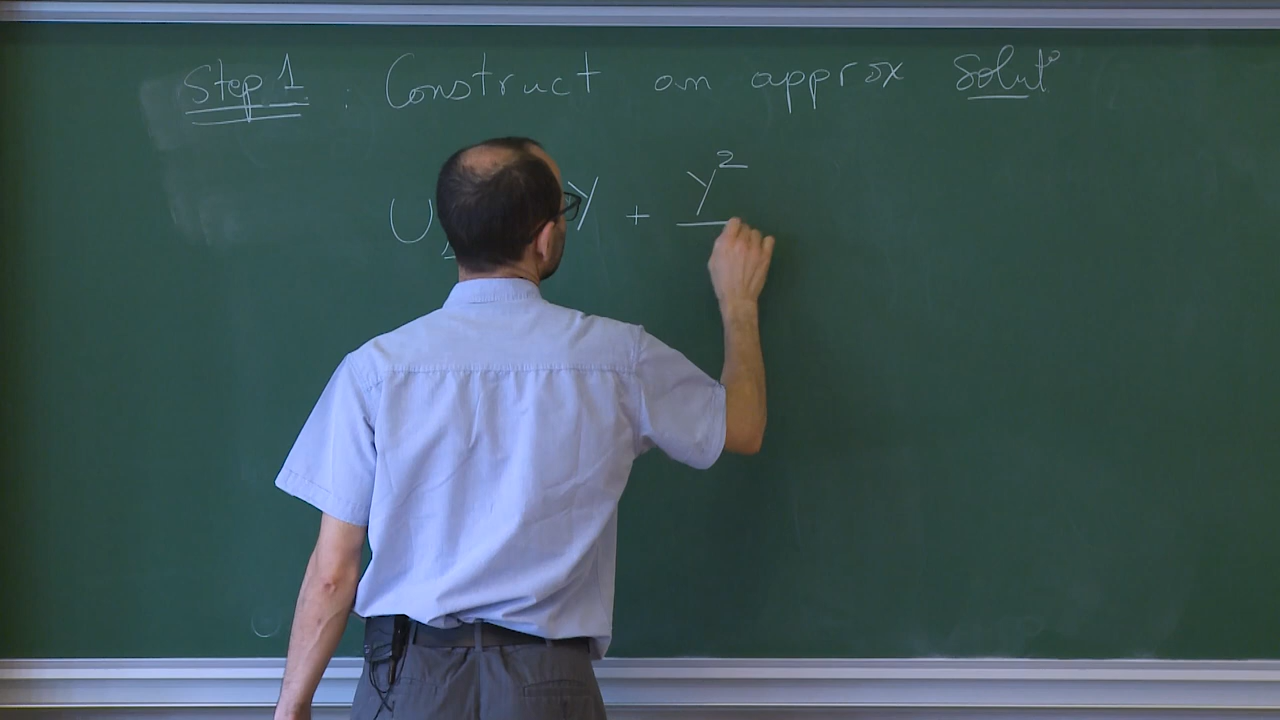 Step 1 : Construct an approx Solut°
U y + y²